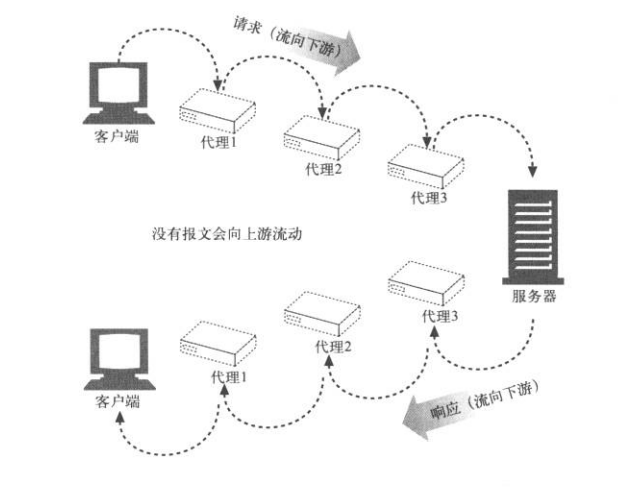 请求（流向下游）
客户端
代理1
代理2
代理3
没有报文会向上游流动
服务器
代理3
代理2
代理1
客户端
响应（流向下游）